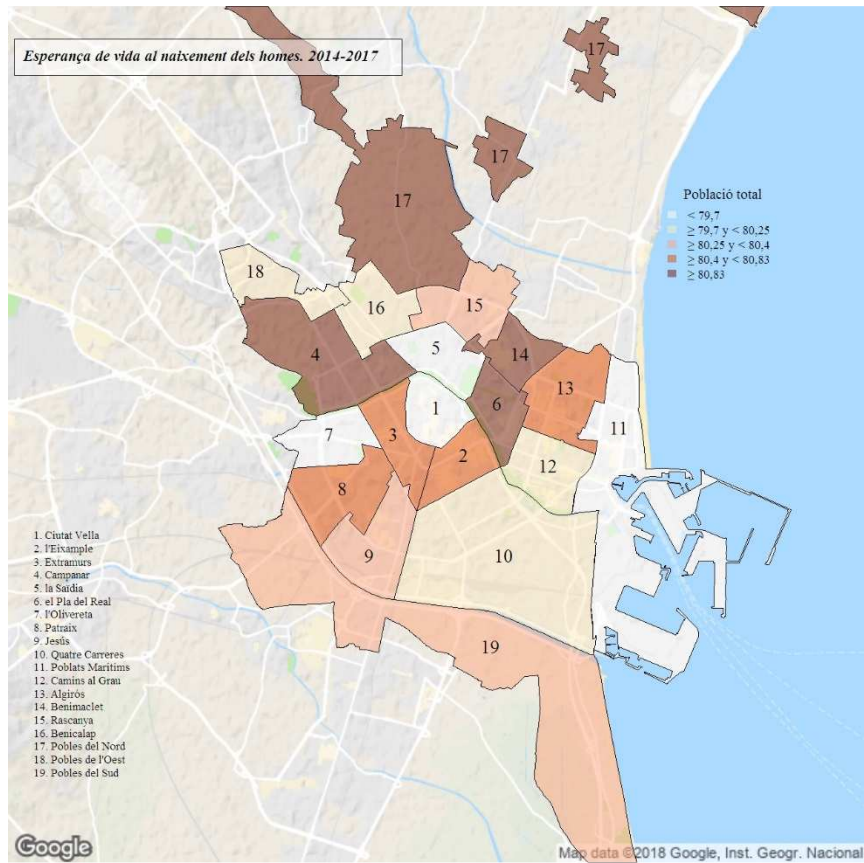 Esperança de vida al naixement dels homes. 2014-2017
17
17
17
Població total
< 79,7
≥ 79,7 y < 80,25
≥ 80,25 y < 80,4
≥ 80,4 y < 80,83
≥ 80,83
18
16
15
4
5
14
13
6
1
11
7
3
2
12
8
9
10
19
1. Ciutat Vella
2. l'Eixample
3. Extramurs
4. Campanar
5. la Saïdia
6. el Pla del Real
7. l'Olivereta
8. Patraix
9. Jesús
10. Quatre Carreres
11. Poblats Marítims
12. Camins al Grau
13. Algirós
14. Benimaclet
15. Rascanya
16. Benicalap
17. Pobles del Nord
18. Pobles de l'Oest
19. Pobles del Sud
Google
Map data ©2018 Google, Inst. Geogr. Nacional